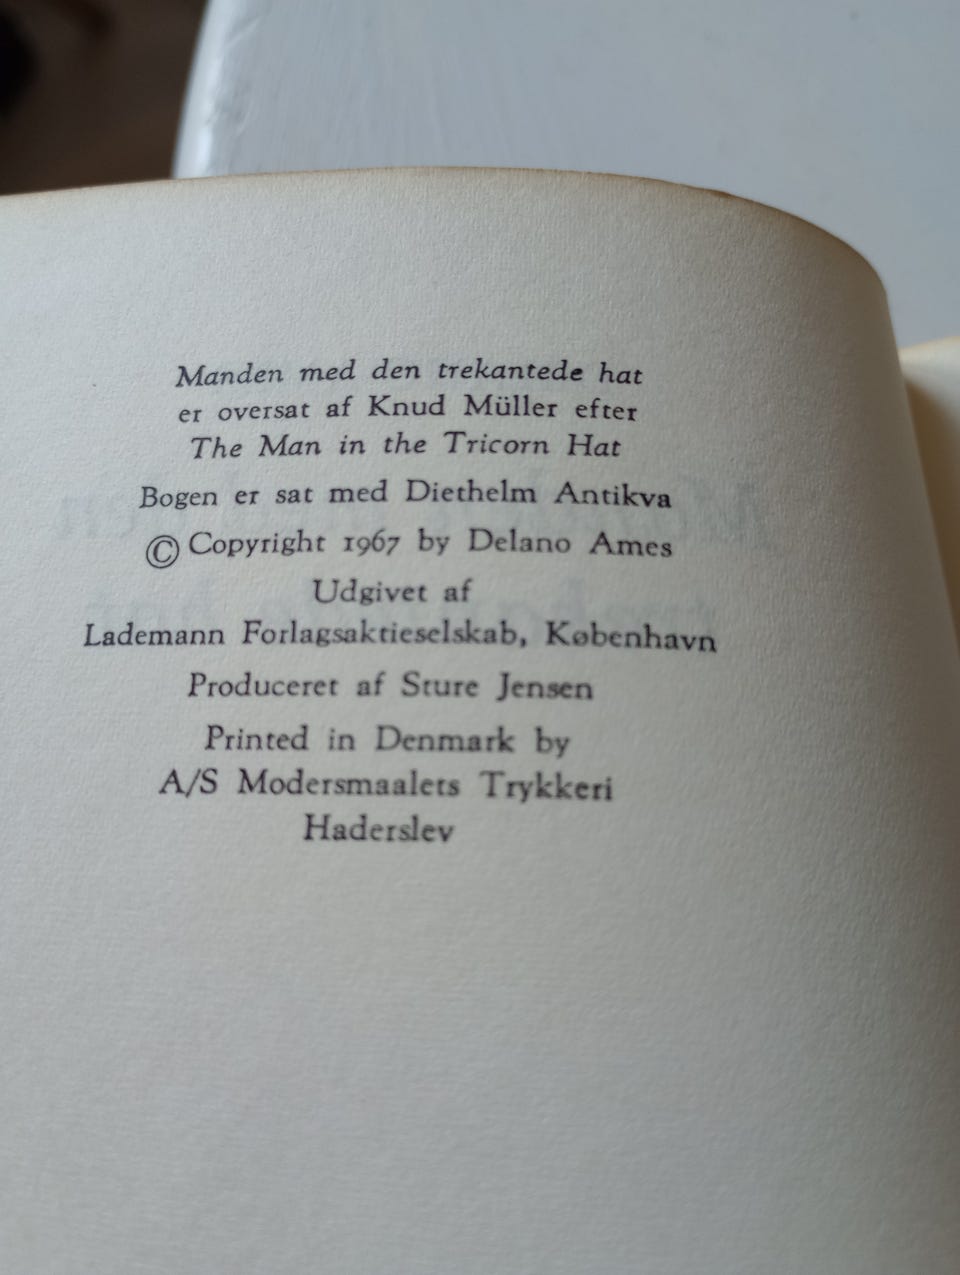 Manden med den trekantede hat
er oversat af Knud Müller efter
The Man in the Tricorn Hat
Bogen er sat med Diethelm Antikva
© Copyright 1967 by Delano Ames
Udgivet af
Lademann Forlagsaktieselskab, København
Produceret af Sture Jensen
Printed in Denmark by
A/S Modersmaalets Trykkeri
Haderslev